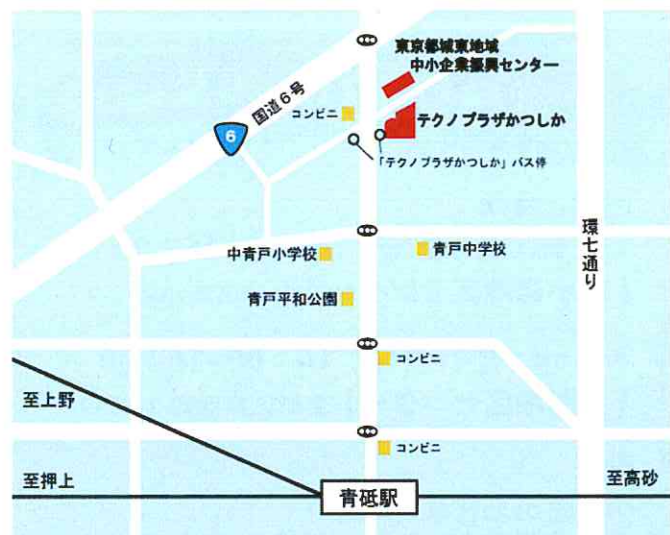 東京都城東地域
中小企業振興センター
国道6号
コンビニ
テクノプラザかつしか
6
「テクノプラザかつしか」バス停
環七通り
中青戸小学校
青戸中学校
青戸平和公園
コンビニ
至上野
コンビニ
至押上
青砥駅
至高砂